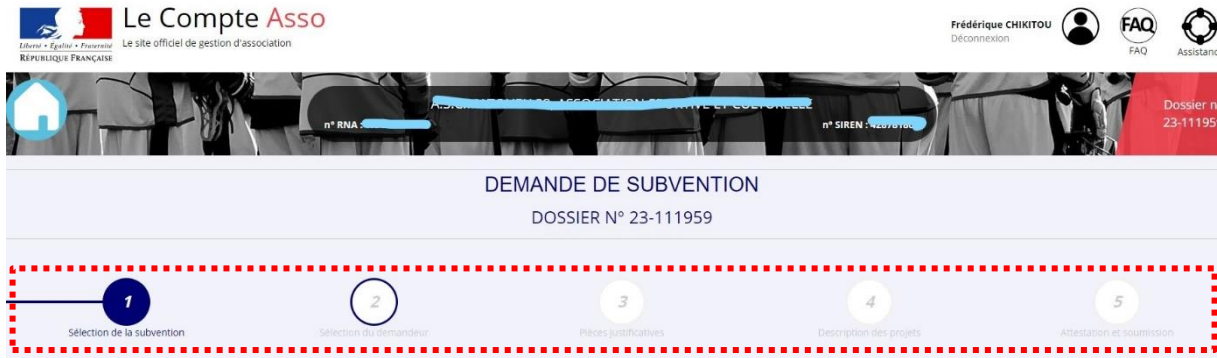 Le Compte Asso
Le site officiel de gestion d'association
Liberté • Égalité • Fraternité
RÉPUBLIQUE FRANÇAISE
Frédérique CHIKITOU
Déconnexion
FAQ
FAQ
Assistanc
n° RNA :
n° SIREN :
Dossier n
23-11195
DEMANDE DE SUBVENTION
DOSSIER N° 23-111959
1
Sélection de la subvention
2
Sélection du demandeur
3
Pièces justificatives
4
Description des projets
5
Attestation et soumission